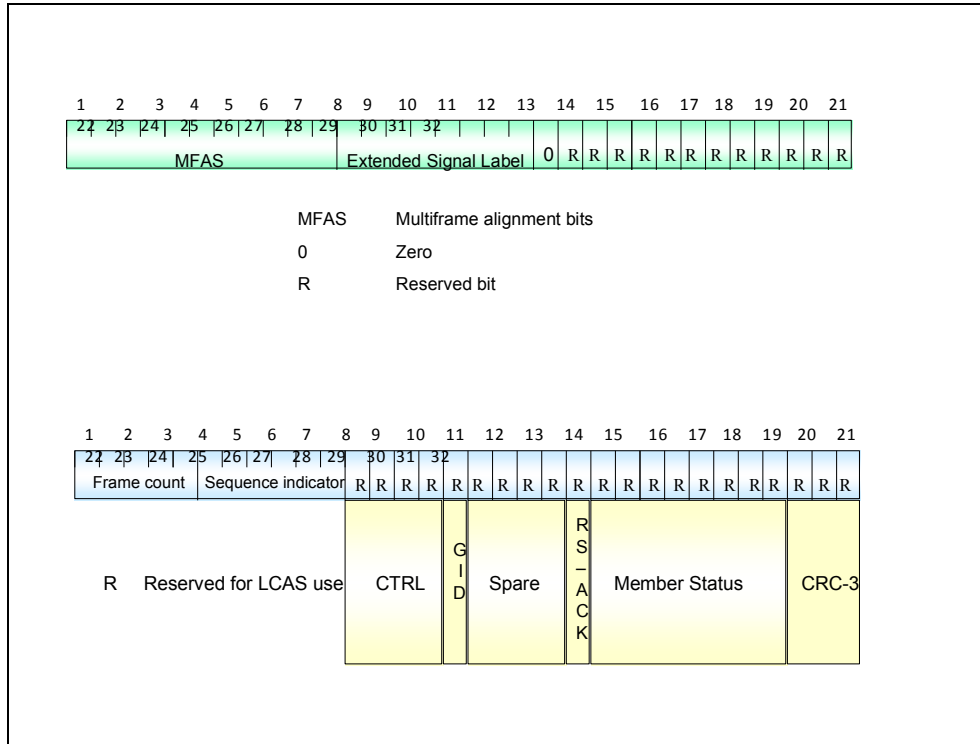 1 2 3 4 5 6 7 8 9 10 11 12 13 14 15 16 17 18 19 20 21
22 23 24 25 26 27 28 29 30 31 32
MFAS Extended Signal Label 0 R R R R R R R R R R R R
MFAS Multiframe alignment bits
0 Zero
R Reserved bit
1 2 3 4 5 6 7 8 9 10 11 12 13 14 15 16 17 18 19 20 21
22 23 24 25 26 27 28 29 30 31 32
Frame count Sequence indicator R R R R R R R R R R R R R R R R R R R R R
R Reserved for LCAS use CTRL GID Spare RS–ACK Member Status CRC-3